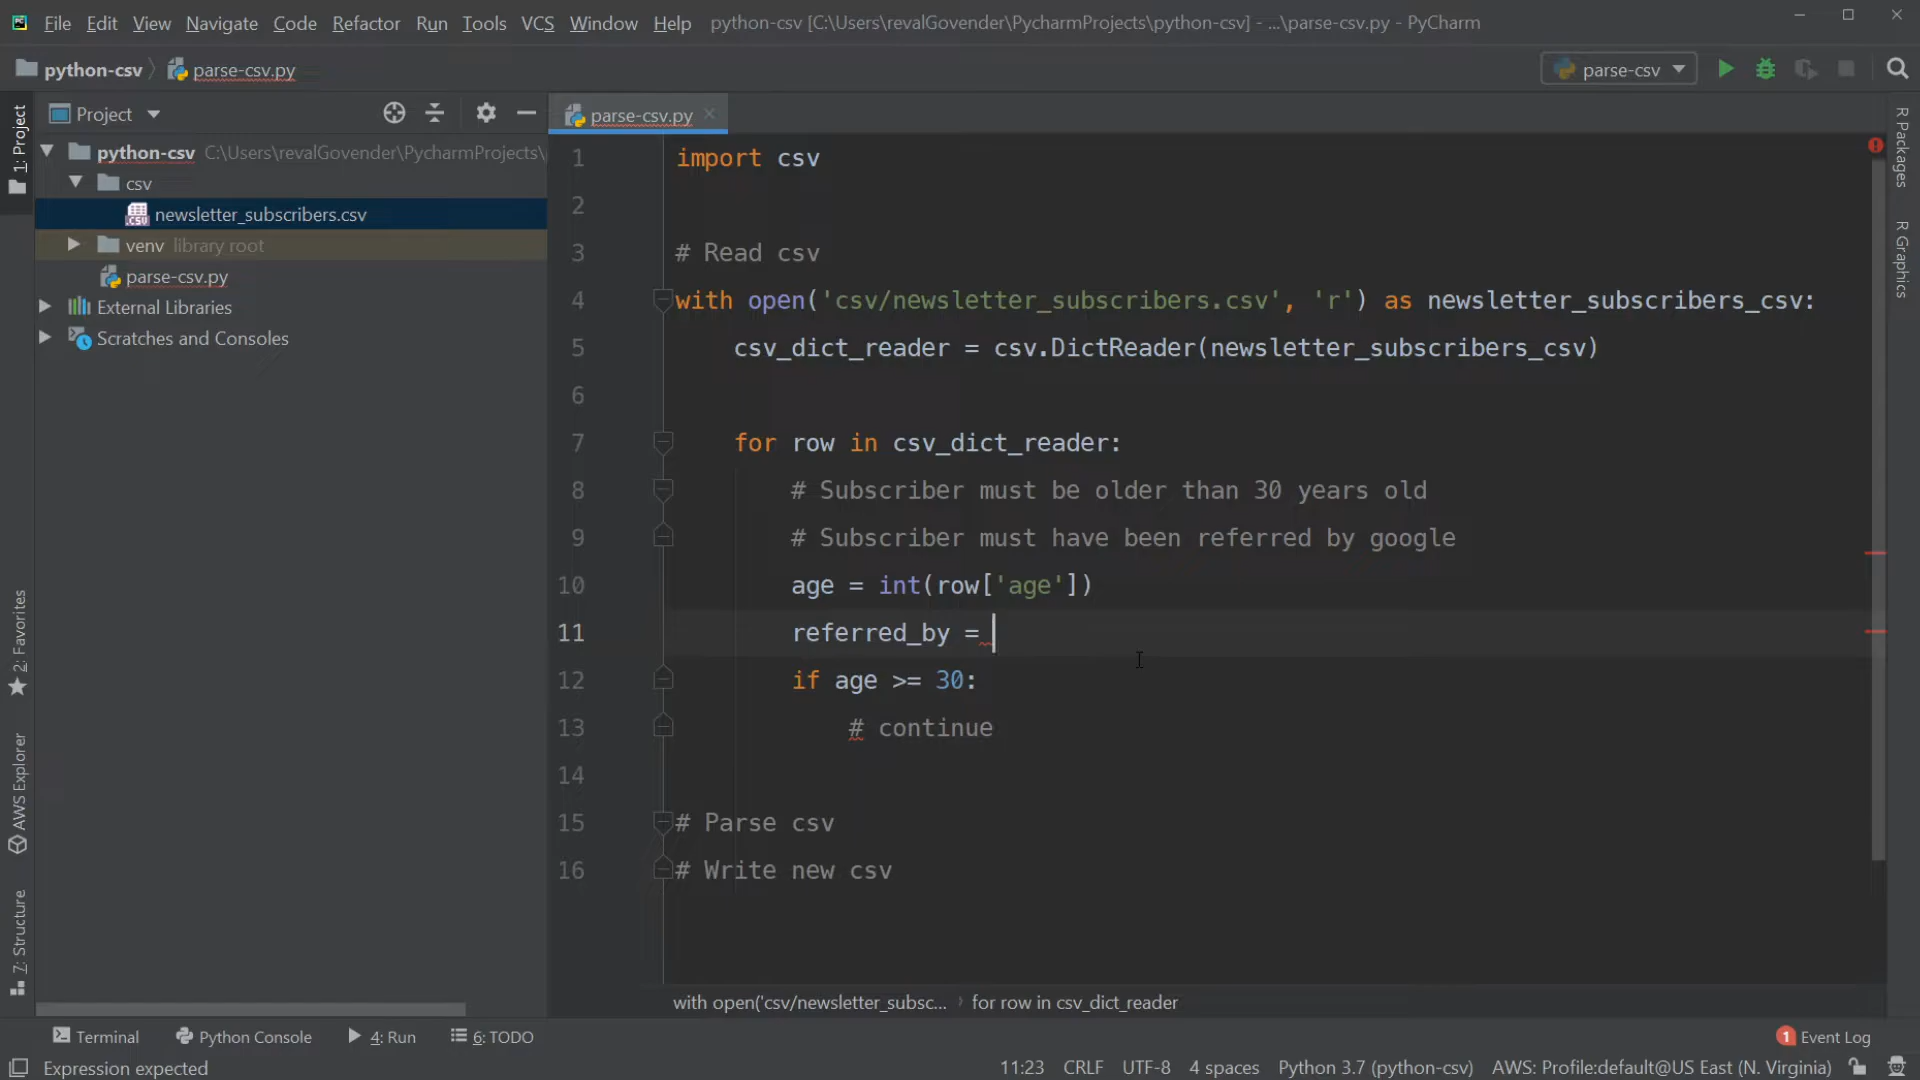 File Edit View Navigate Code Refactor Run Tools VCS Window Help python-csv [C:\Users\revalGovender\PycharmProjects\python-csv] - ...\parse-csv.py - PyCharm
python-csv parse-csv.py parse-csv
1: Project
2: Favorites
AWS Explorer
7: Structure
Project
python-csv C:\Users\revalGovender\PycharmProjects\
csv
newsletter_subscribers.csv
venv library root
parse-csv.py
External Libraries
Scratches and Consoles
parse-csv.py
1 import csv
2
3 # Read csv
4 with open('csv/newsletter_subscribers.csv', 'r') as newsletter_subscribers_csv:
5 csv_dict_reader = csv.DictReader(newsletter_subscribers_csv)
6
7 for row in csv_dict_reader:
8 # Subscriber must be older than 30 years old
9 # Subscriber must have been referred by google
10 age = int(row['age'])
11 referred_by =
12 if age >= 30:
13 # continue
14
15 # Parse csv
16 # Write new csv
R Packages
R Graphics
with open('csv/newsletter_subsc... › for row in csv_dict_reader
Terminal Python Console 4: Run 6: TODO 1 Event Log
Expression expected 11:23 CRLF UTF-8 4 spaces Python 3.7 (python-csv) AWS: Profile:default@US East (N. Virginia)